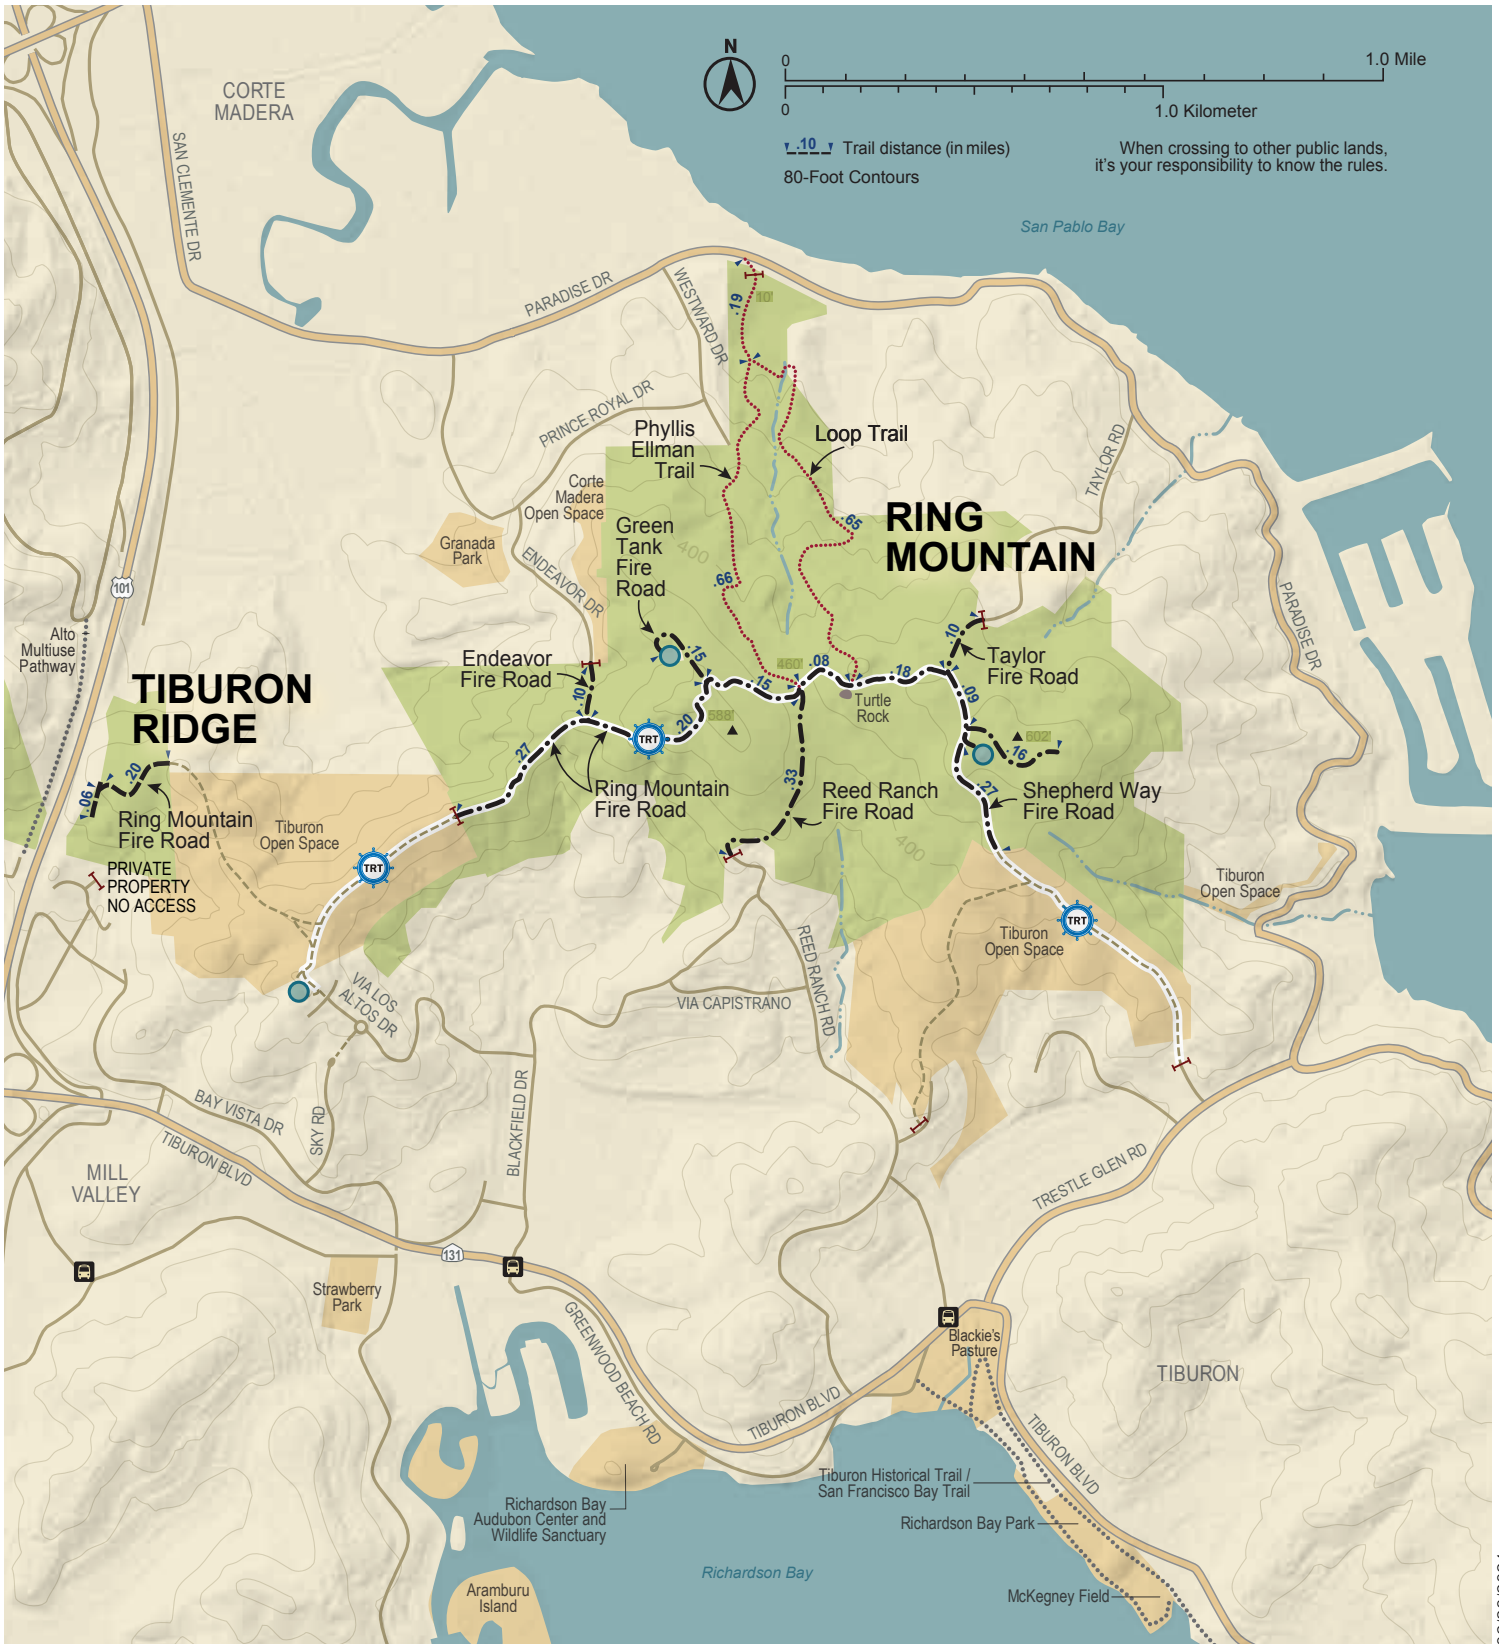 N
0
1.0 Mile
0
1.0 Kilometer
.10 Trail distance (in miles)
80-Foot Contours
When crossing to other public lands,
it's your responsibility to know the rules.
San Pablo Bay
CORTE
MADERA
SAN CLEMENTE DR
PARADISE DR
WESTWARD DR
.19
10'
PRINCE ROYAL DR
Phyllis
Ellman
Trail
Loop Trail
TAYLOR RD
Corte
Madera
Open Space
Granada
Park
ENDEAVOR DR
Green
Tank
Fire
Road
400
.65
.66
RING
MOUNTAIN
101
PARADISE DR
Alto
Multiuse
Pathway
Endeavor
Fire Road
.10
.15
460'
.08
.15
.18
.10
Taylor
Fire Road
.09
Turtle
Rock
TIBURON
RIDGE
588'
.20
TRT
.27
602'
.16
.20
.06
Ring Mountain
Fire Road
Ring Mountain
Fire Road
.33
Reed Ranch
Fire Road
.27
Shepherd Way
Fire Road
Tiburon
Open Space
400
PRIVATE
PROPERTY
NO ACCESS
TRT
Tiburon
Open Space
TRT
Tiburon
Open Space
REED RANCH RD
VIA LOS
ALTOS DR
VIA CAPISTRANO
BAY VISTA DR
SKY RD
BLACKFIELD DR
TIBURON BLVD
MILL
VALLEY
TRESTLE GLEN RD
131
Strawberry
Park
GREENWOOD BEACH RD
Blackie's
Pasture
TIBURON
TIBURON BLVD
TIBURON BLVD
Tiburon Historical Trail /
San Francisco Bay Trail
Richardson Bay
Audubon Center and
Wildlife Sanctuary
Richardson Bay Park
Richardson Bay
Aramburu
Island
McKegney Field